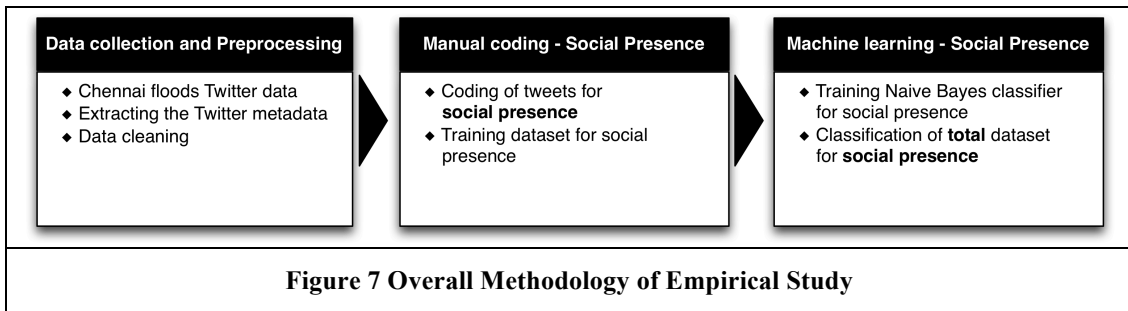 Data collection and Preprocessing
◆ Chennai floods Twitter data
◆ Extracting the Twitter metadata
◆ Data cleaning
Manual coding - Social Presence
◆ Coding of tweets for
social presence
◆ Training dataset for social
presence
Machine learning - Social Presence
◆ Training Naive Bayes classifier
for social presence
◆ Classification of total dataset
for social presence
Figure 7 Overall Methodology of Empirical Study